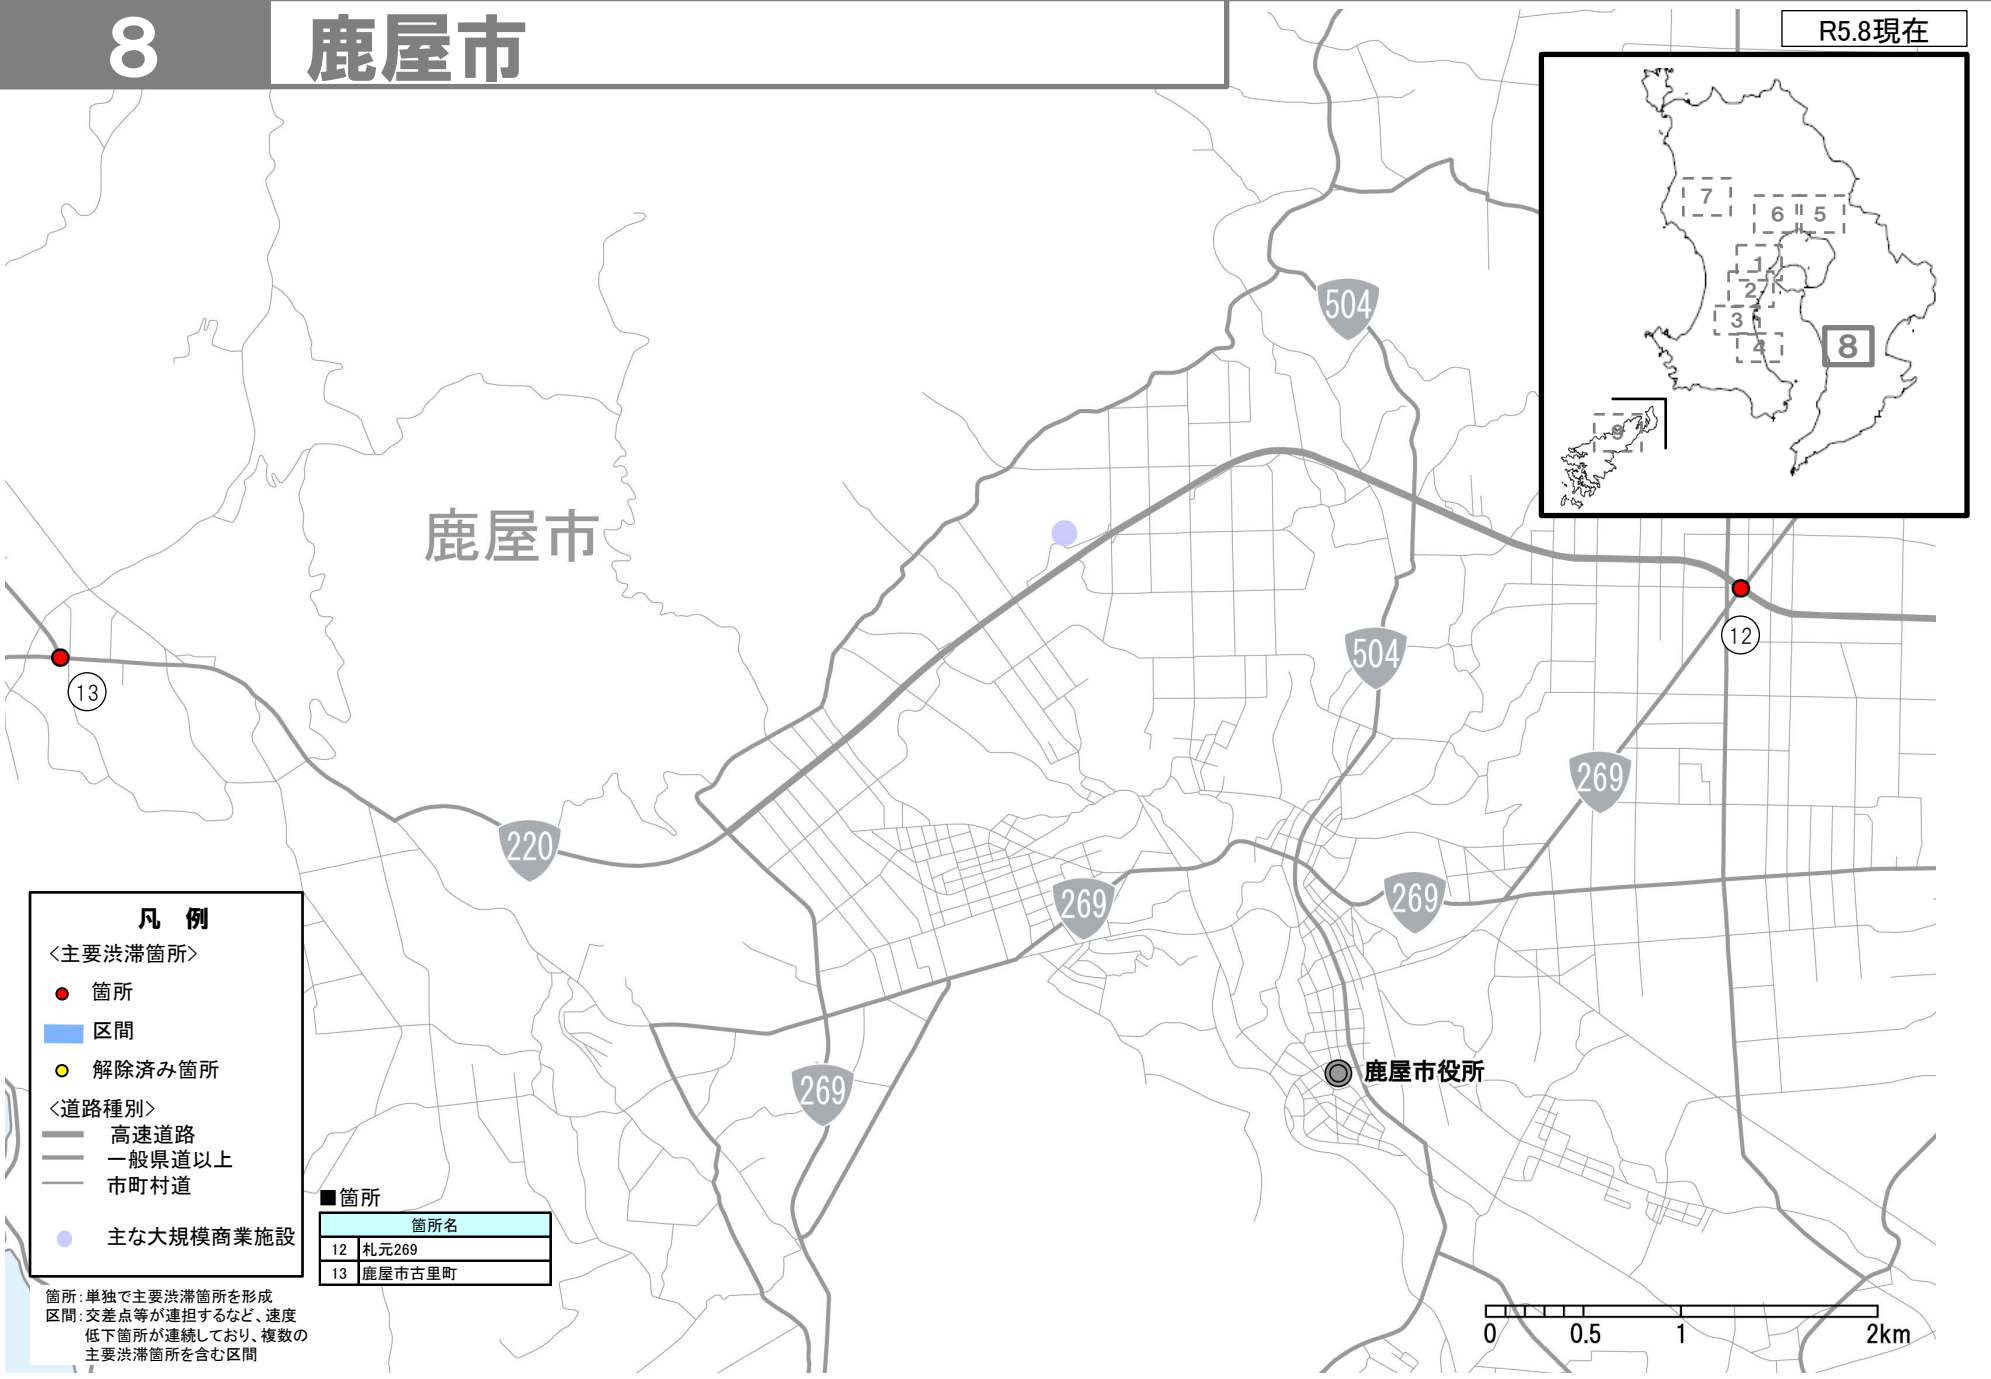 8
鹿屋市
R5.8現在
7
6
5
1
2
3
4
8
9
504
鹿屋市
12
504
13
269
220
269
269
鹿屋市役所
269
凡 例
<主要渋滞箇所>
箇所
区間
解除済み箇所
<道路種別>
高速道路
一般県道以上
市町村道
主な大規模商業施設
■箇所
箇所名
12 札元269
13 鹿屋市古里町
箇所:単独で主要渋滞箇所を形成
区間:交差点等が連担するなど、速度
低下箇所が連続しており、複数の
主要渋滞箇所を含む区間
0 0.5 1 2km